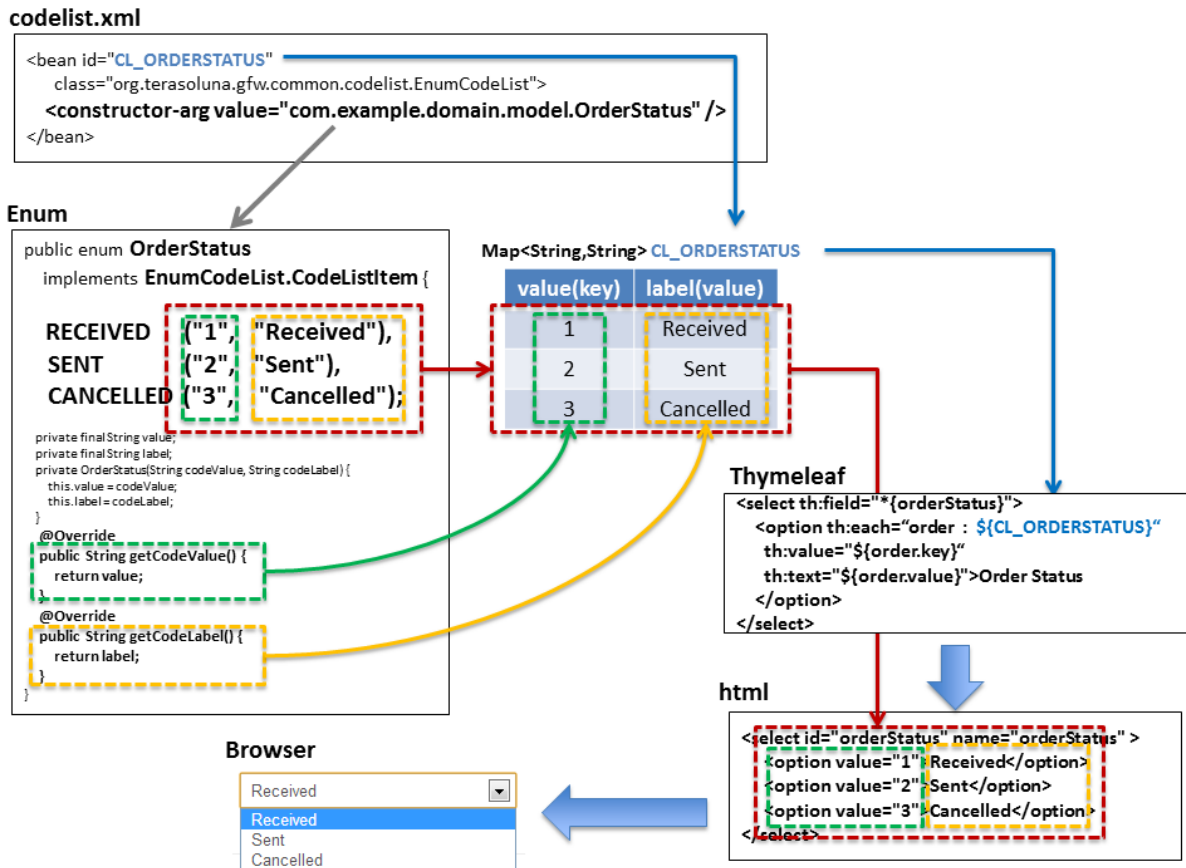 codelist.xml
<bean id="CL_ORDERSTATUS"
class="org.terasoluna.gfw.common.codelist.EnumCodeList">
<constructor-arg value="com.example.domain.model.OrderStatus" />
</bean>
Enum
public enum OrderStatus
implements EnumCodeList.CodeListItem {
RECEIVED ("1", "Received"),
SENT ("2", "Sent"),
CANCELLED ("3", "Cancelled");
private final String value;
private final String label;
private OrderStatus(String codeValue, String codeLabel) {
this.value = codeValue;
this.label = codeLabel;
}
@Override
public String getCodeValue() {
return value;
}
@Override
public String getCodeLabel() {
return label;
}
}
Map<String,String> CL_ORDERSTATUS
value(key) label(value)
1 Received
2 Sent
3 Cancelled
Thymeleaf
<select th:field="*{orderStatus}">
<option th:each=“order : ${CL_ORDERSTATUS}“
th:value="${order.key}“
th:text="${order.value}">Order Status
</option>
</select>
html
<select id="orderStatus" name="orderStatus" >
<option value="1">Received</option>
<option value="2">Sent</option>
<option value="3">Cancelled</option>
</select>
Browser
Received
Received
Sent
Cancelled